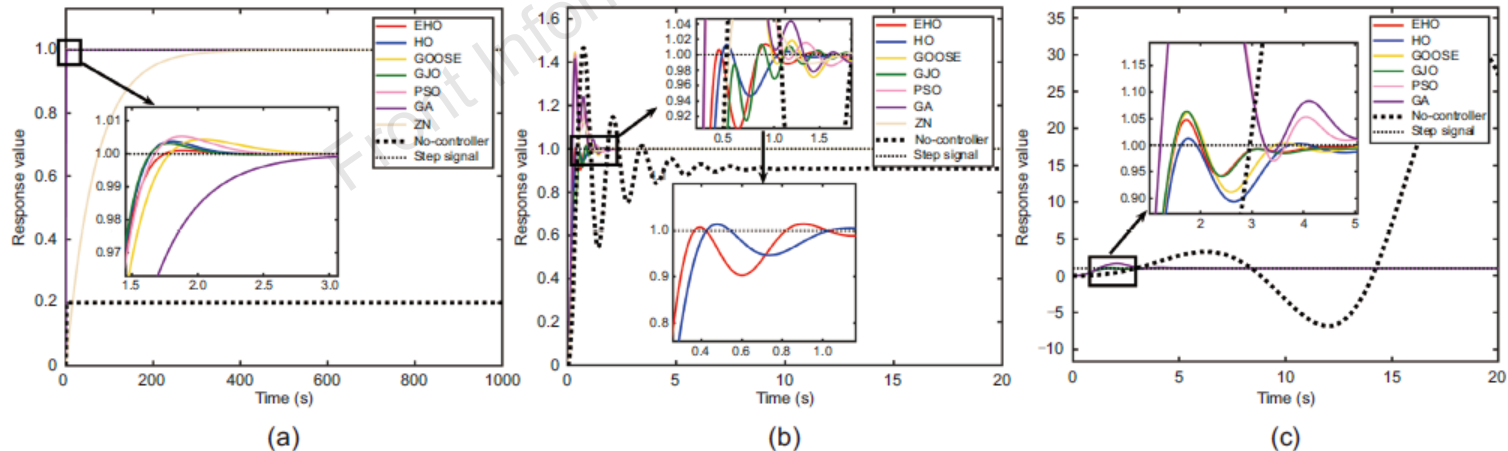 Front Infor
Response value
1.0
0.8
0.6
0.4
0.2
0
0 200 400 600 800 1000
Time (s)
EHO
HO
GOOSE
GJO
PSO
GA
ZN
No-controller
Step signal
1.01
1.005
1.00
0.995
0.99
0.98
0.97
1.5 2.0 2.5 3.0
(a)
Response value
1.6
1.4
1.2
1.0
0.8
0.6
0.4
0.2
0
0 5 10 15 20
Time (s)
EHO
HO
GOOSE
GJO
PSO
GA
ZN
No-controller
Step signal
1.04
1.02
1.00
0.98
0.96
0.94
0.92
0.5 1.0 1.5
1.0
0.9
0.8
0.4 0.6 0.8 1.0
(b)
Response value
35
30
25
20
15
10
5
0
−5
−10
0 5 10 15 20
Time (s)
EHO
HO
GOOSE
GJO
PSO
GA
No-controller
Step signal
1.15
1.10
1.05
1.00
0.95
0.90
1 2 3 4 5
(c)